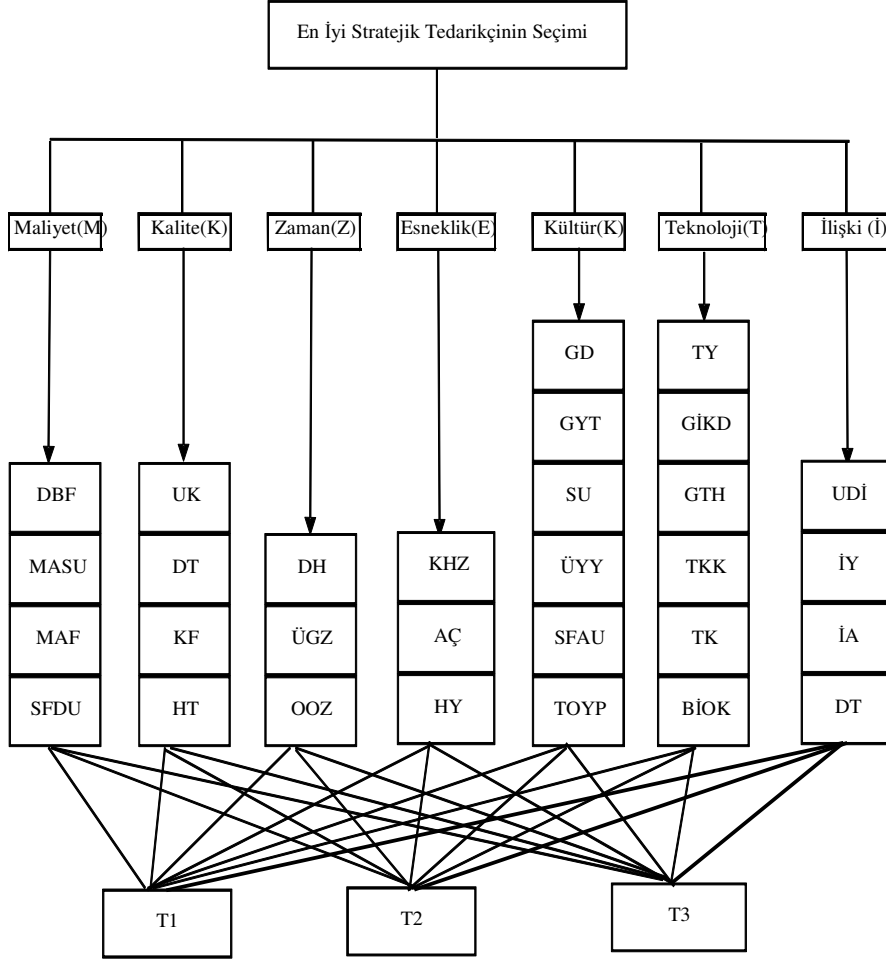 En İyi Stratejik Tedarikçinin Seçimi
Maliyet(M)
Kalite(K)
Zaman(Z)
Esneklik(E)
Kültür(K)
Teknoloji(T)
İlişki (İ)
DBF
MASU
MAF
SFDU
UK
DT
KF
HT
DH
ÜGZ
OOZ
KHZ
AÇ
HY
GD
GYT
SU
ÜYY
SFAU
TOYP
TY
GİKD
GTH
TKK
TK
BİOK
UDİ
İY
İA
DT
T1
T2
T3